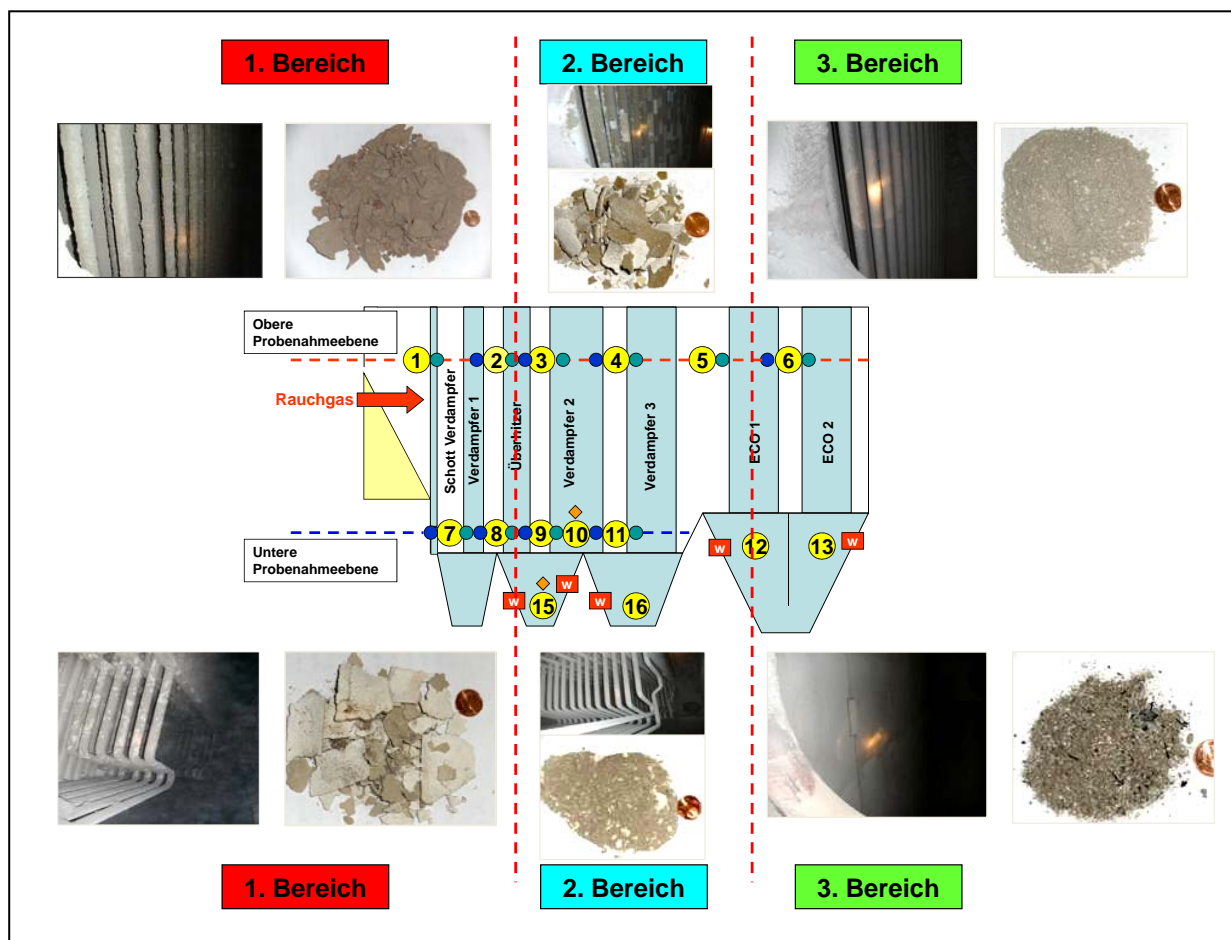 1. Bereich
2. Bereich
3. Bereich
Obere
Probenahmeebene
1
2
3
4
5
6
Rauchgas
Schott Verdampfer
Verdampfer 1
Überhitzer
Verdampfer 2
Verdampfer 3
ECO 1
ECO 2
Untere
Probenahmeebene
7
8
9
10
11
W
12
13
W
W
15
W
W
16
1. Bereich
2. Bereich
3. Bereich